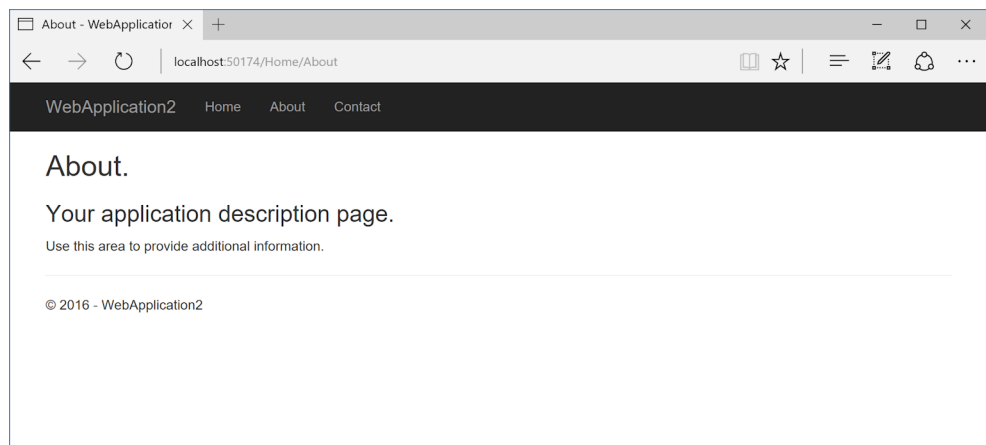 About - WebApplication
localhost:50174/Home/About
WebApplication2 Home About Contact
About.
Your application description page.
Use this area to provide additional information.
© 2016 - WebApplication2